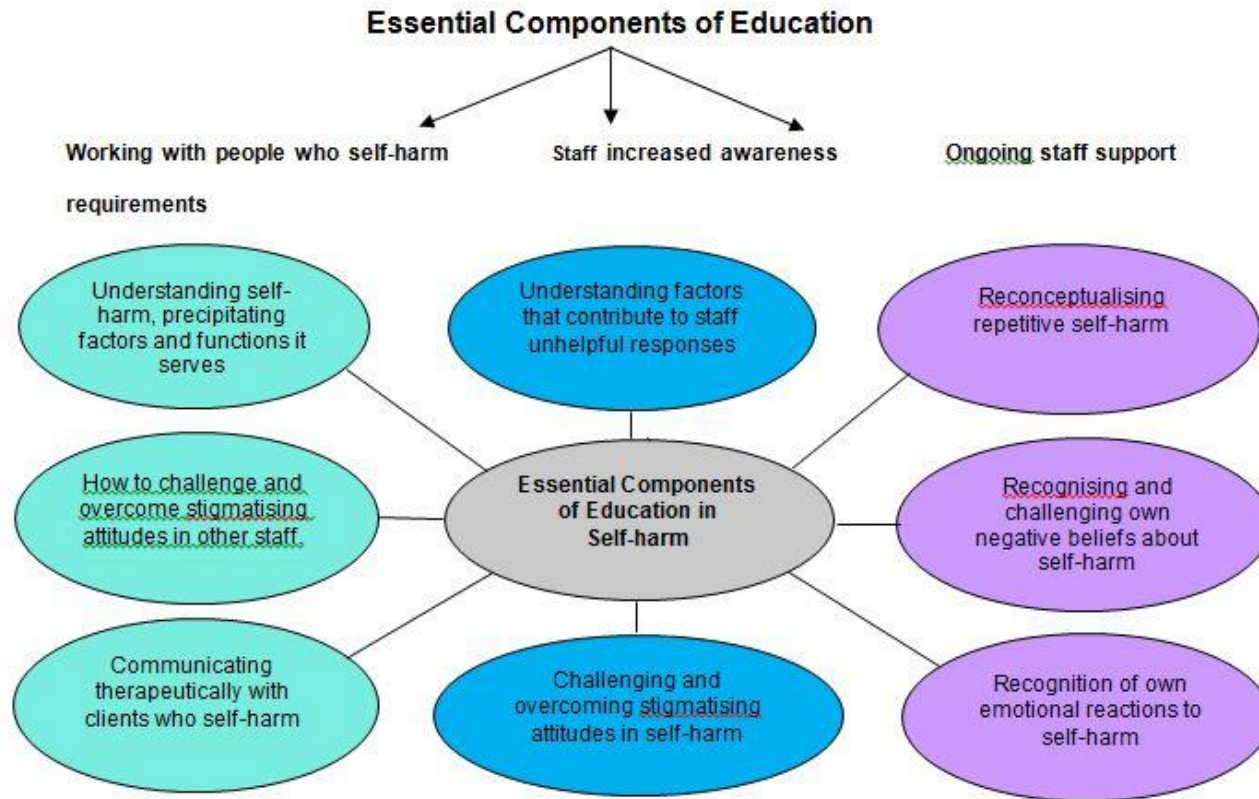 Essential Components of Education
Working with people who self-harm
requirements
Staff increased awareness
Ongoing staff support
Understanding self-
harm, precipitating
factors and functions it
serves
Understanding factors
that contribute to staff
unhelpful responses
Reconceptualising
repetitive self-harm
How to challenge and
overcome stigmatising
attitudes in other staff.
Essential Components
of Education in
Self-harm
Recognising and
challenging own
negative beliefs about
self-harm
Communicating
therapeutically with
clients who self-harm
Challenging and
overcoming stigmatising
attitudes in self-harm
Recognition of own
emotional reactions to
self-harm